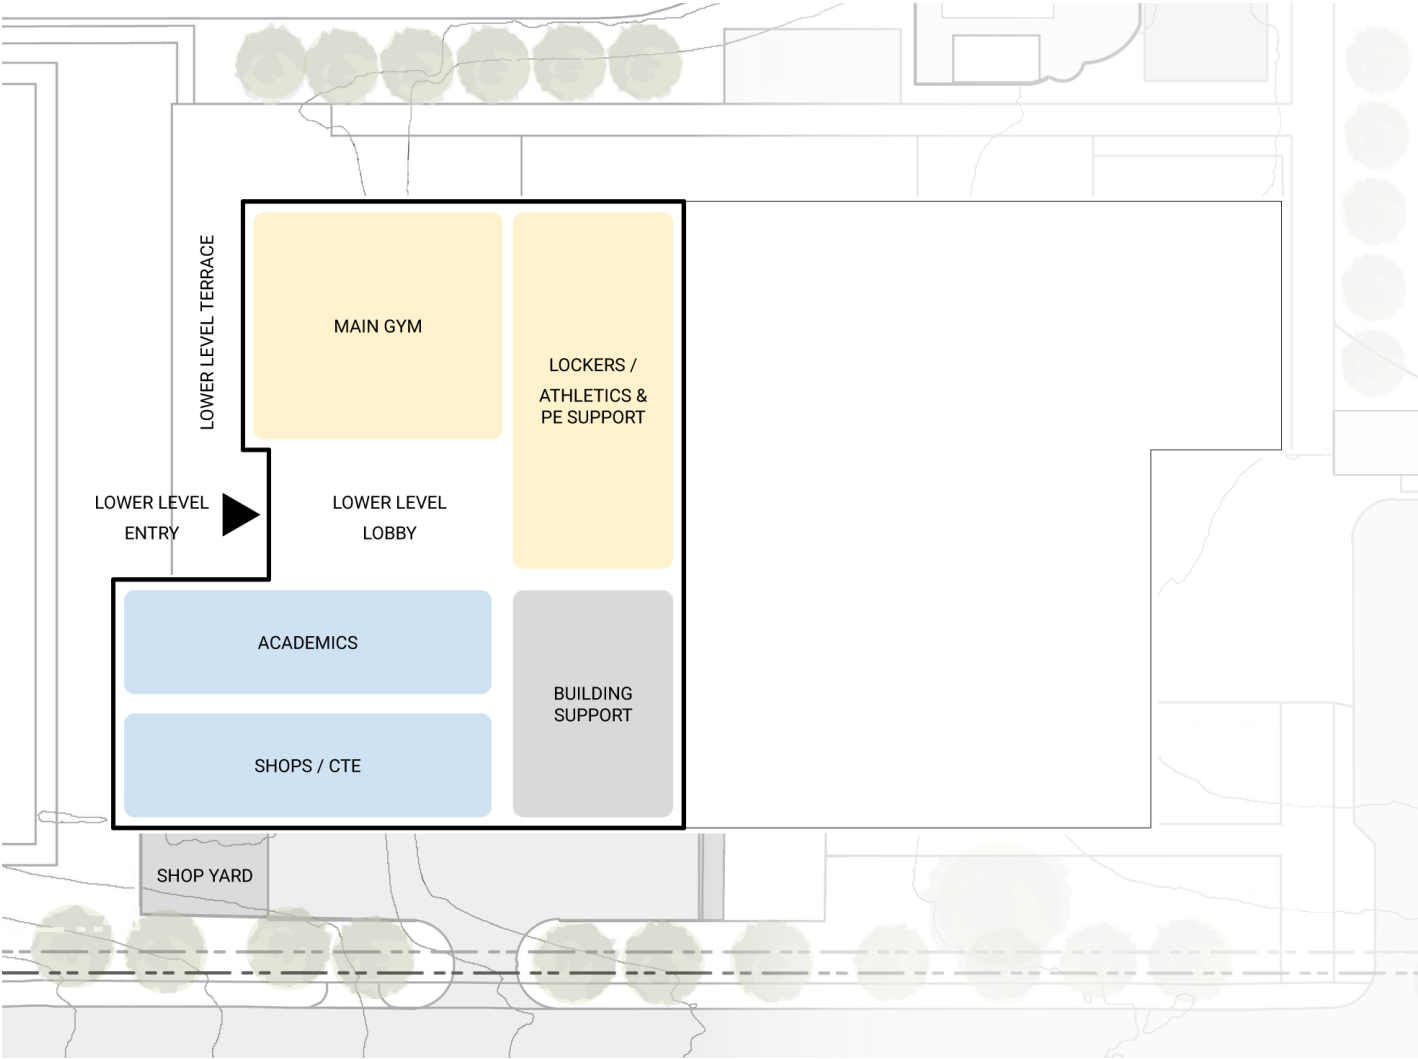 LOWER LEVEL TERRACE
MAIN GYM
LOCKERS /
ATHLETICS &
PE SUPPORT
LOWER LEVEL
ENTRY
LOWER LEVEL
LOBBY
ACADEMICS
BUILDING
SUPPORT
SHOPS / CTE
SHOP YARD